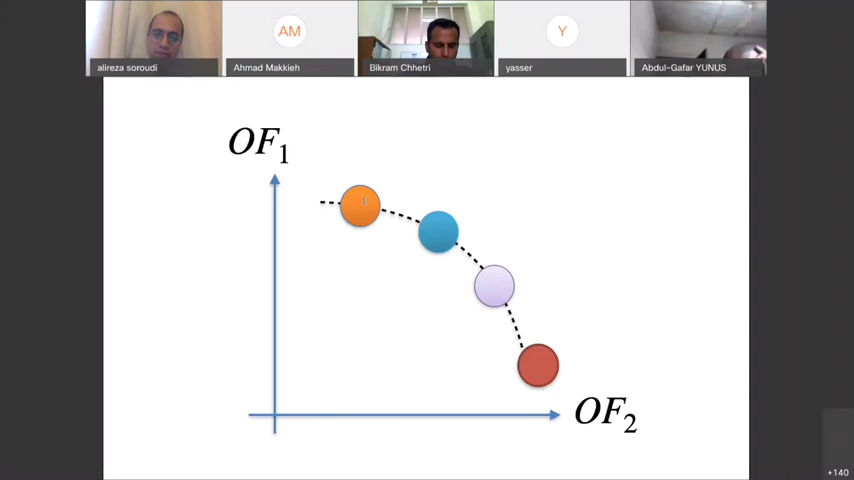 AM
Y
alireza soroudi
Ahmad Makkieh
Bikram Chhetri
yasser
Abdul-Gafar YUNUS
OF₁
OF₂
+140